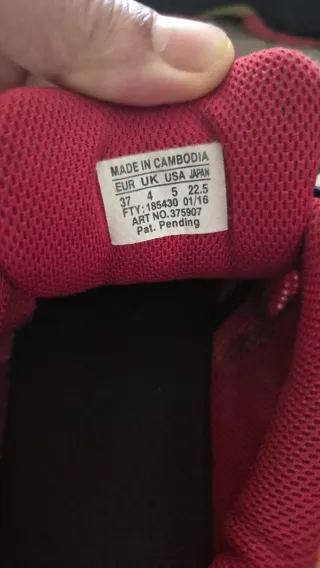 MADE IN CAMBODIA
EUR UK USA JAPAN
37 4 5 22.5
FTY: 185430 01/16
ART NO. 375907
Pat. Pending